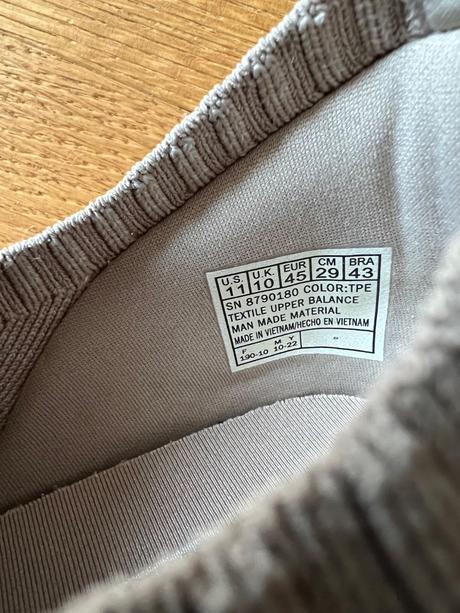 U.S. U.K. EUR CM BRA
11 10 45 29 43
SN 8790180 COLOR:TPE
TEXTILE UPPER BALANCE
MAN MADE MATERIAL
MADE IN VIETNAM/HECHO EN VIETNAM
F M Y
190-10 10-22